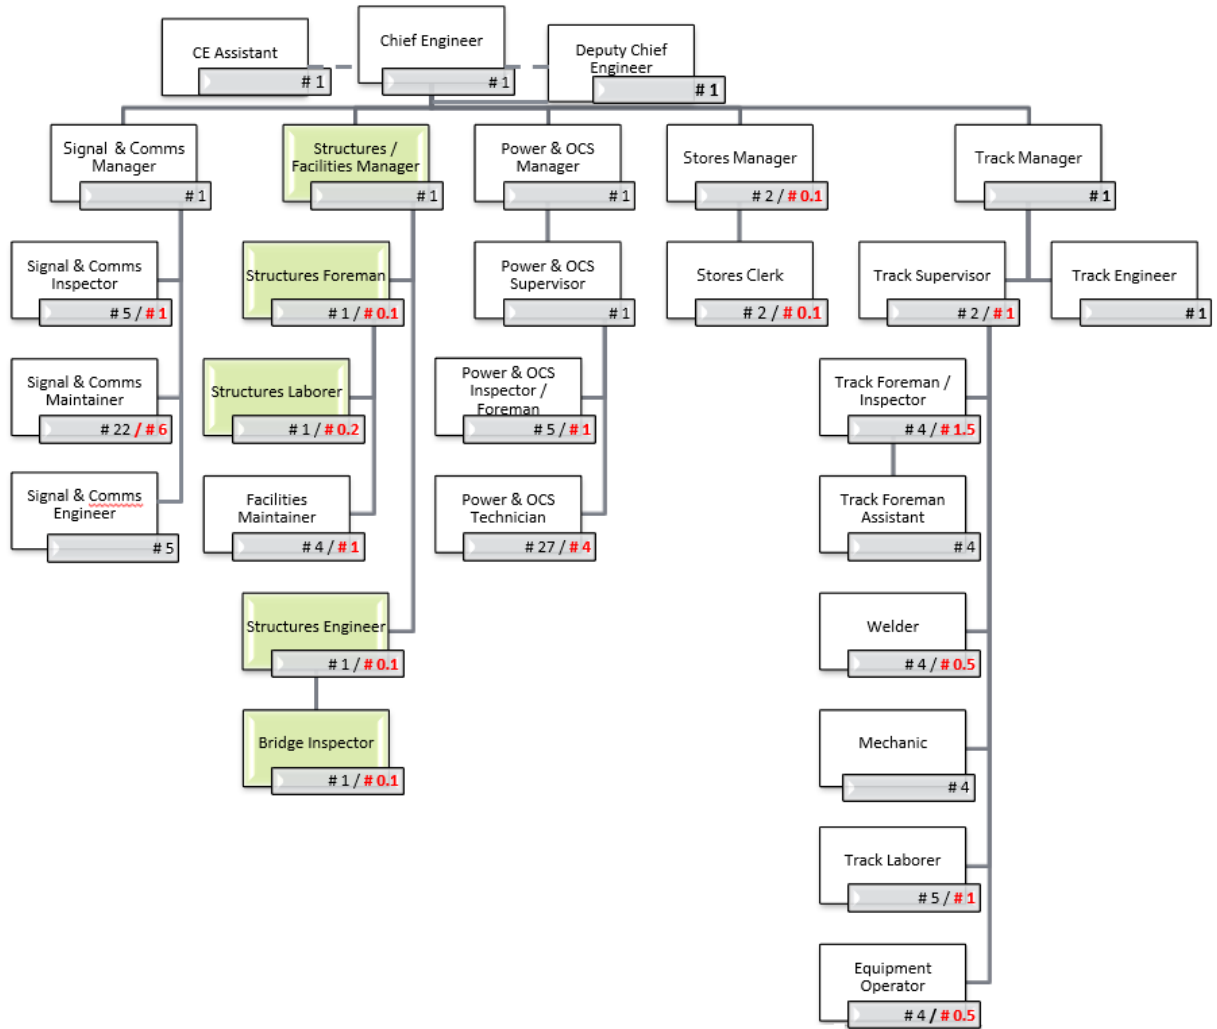 CE Assistant
# 1
Chief Engineer
# 1
Deputy Chief
Engineer
# 1
Signal & Comms
Manager
# 1
Structures /
Facilities Manager
# 1
Power & OCS
Manager
# 1
Stores Manager
# 2 / # 0.1
Track Manager
# 1
Signal & Comms
Inspector
# 5 / # 1
Structures Foreman
# 1 / # 0.1
Power & OCS
Supervisor
# 1
Stores Clerk
# 2 / # 0.1
Track Supervisor
# 2 / # 1
Track Engineer
# 1
Signal & Comms
Maintainer
# 22 / # 6
Structures Laborer
# 1 / # 0.2
Power & OCS
Inspector /
Foreman
# 5 / # 1
Track Foreman /
Inspector
# 4 / # 1.5
Signal & Comms
Engineer
# 5
Facilities
Maintainer
# 4 / # 1
Power & OCS
Technician
# 27 / # 4
Track Foreman
Assistant
# 4
Structures Engineer
# 1 / # 0.1
Welder
# 4 / # 0.5
Bridge Inspector
# 1 / # 0.1
Mechanic
# 4
Track Laborer
# 5 / # 1
Equipment
Operator
# 4 / # 0.5